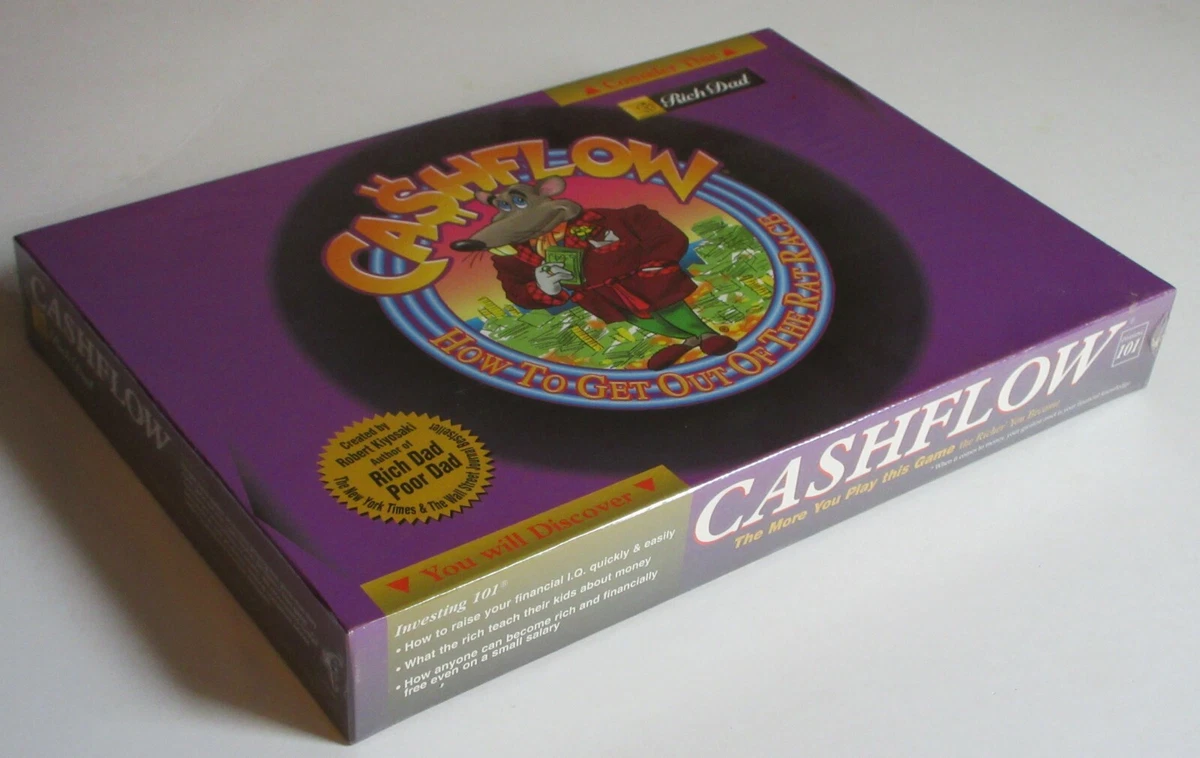 Consider This
Rich Dad
CA$HFLOW
HOW TO GET OUT OF THE RAT RACE
Created by
Robert Kiyosaki
Author of
Rich Dad
Poor Dad
The New York Times & The Wall Street Journal Bestseller
You will Discover
Investing 101®
• How to raise your financial I.Q. quickly & easily
• What the rich teach their kids about money
• How anyone can become rich and financially
free even on a small salary
CASHFLOW
101
The More You Play this Game the Richer You Become
CASHFLOW